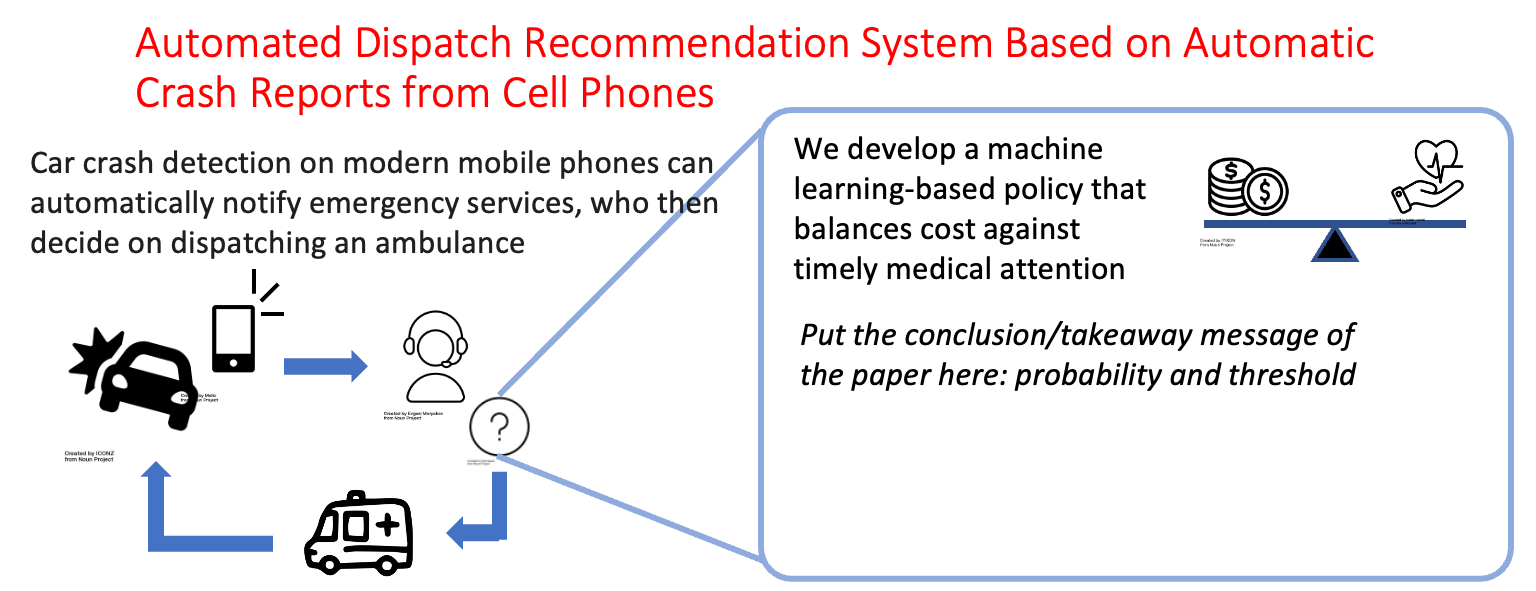 Automated Dispatch Recommendation System Based on Automatic
Crash Reports from Cell Phones
Car crash detection on modern mobile phones can
automatically notify emergency services, who then
decide on dispatching an ambulance
We develop a machine
learning-based policy that
balances cost against
timely medical attention
$
$
Created by PIXON
from Noun Project
Put the conclusion/takeaway message of
the paper here: probability and threshold
Created by
from Noun Project
Created by Evgeni Moryakov
from Noun Project
?
Created by ICONZ
from Noun Project